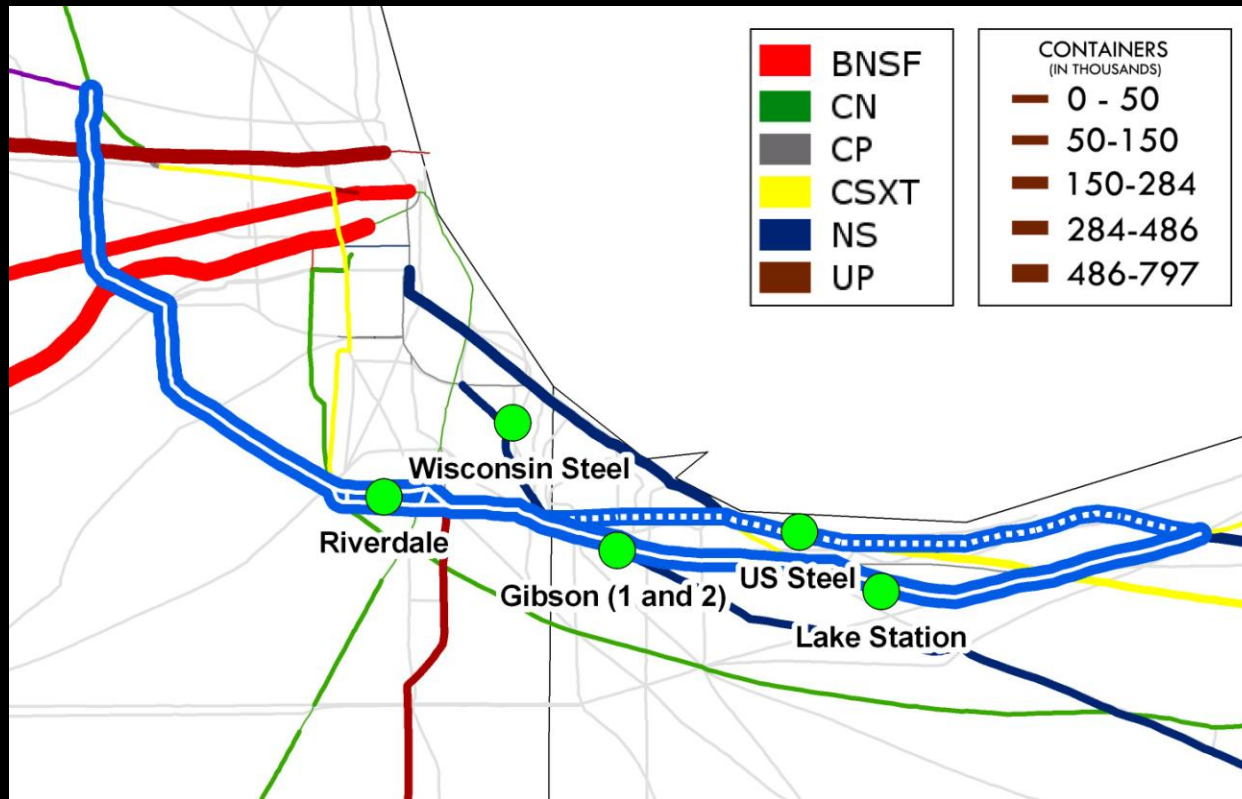 BNSF
CN
CP
CSXT
NS
UP
CONTAINERS
(IN THOUSANDS)
0 - 50
50-150
150-284
284-486
486-797
Wisconsin Steel
Riverdale
Gibson (1 and 2)
US Steel
Lake Station